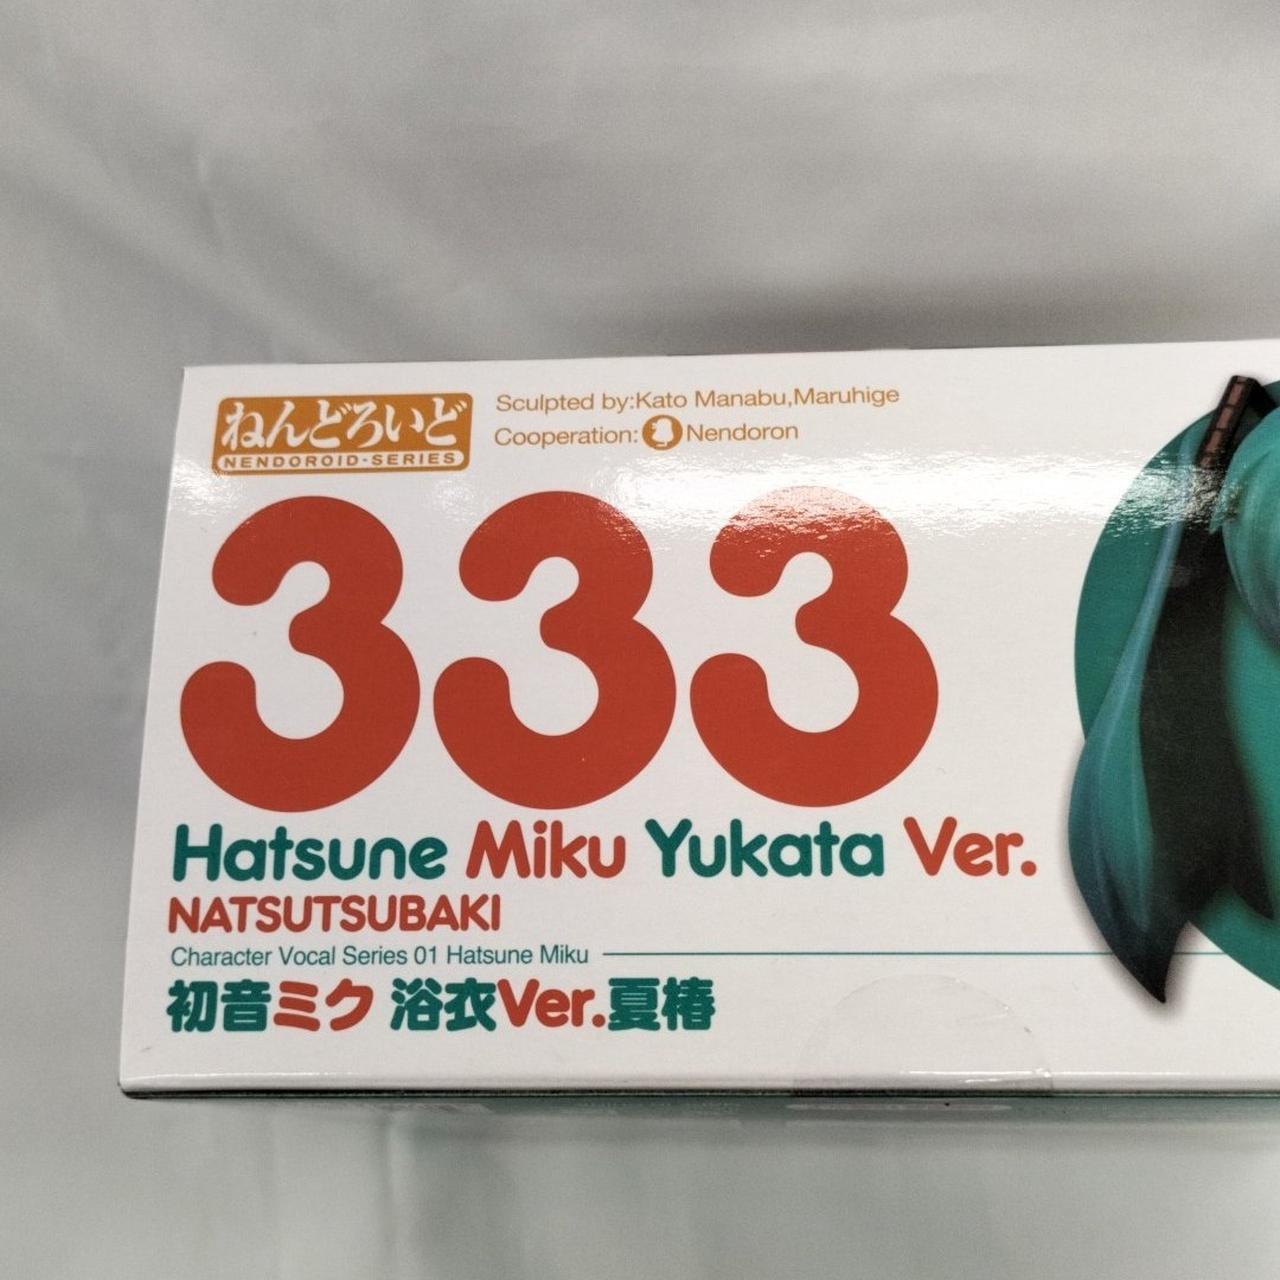 ねんどろいど
NENDOROID-SERIES
Sculpted by:Kato Manabu,Maruhige
Cooperation: Nendoron
333
Hatsune Miku Yukata Ver.
NATSUTSUBAKI
Character Vocal Series 01 Hatsune Miku
初音ミク 浴衣Ver.夏椿